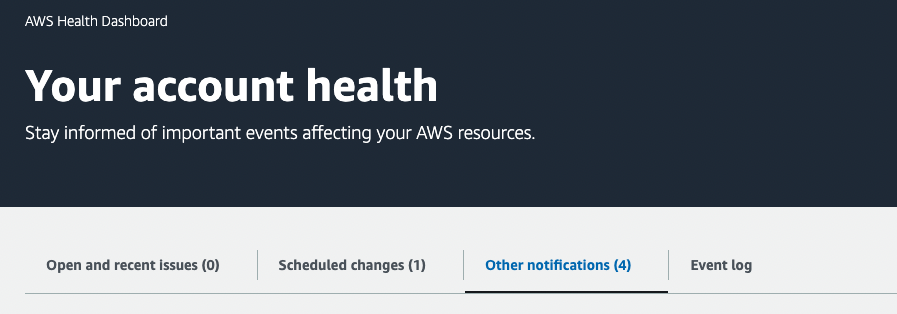 AWS Health Dashboard
Your account health
Stay informed of important events affecting your AWS resources.
Open and recent issues (0) Scheduled changes (1) Other notifications (4) Event log